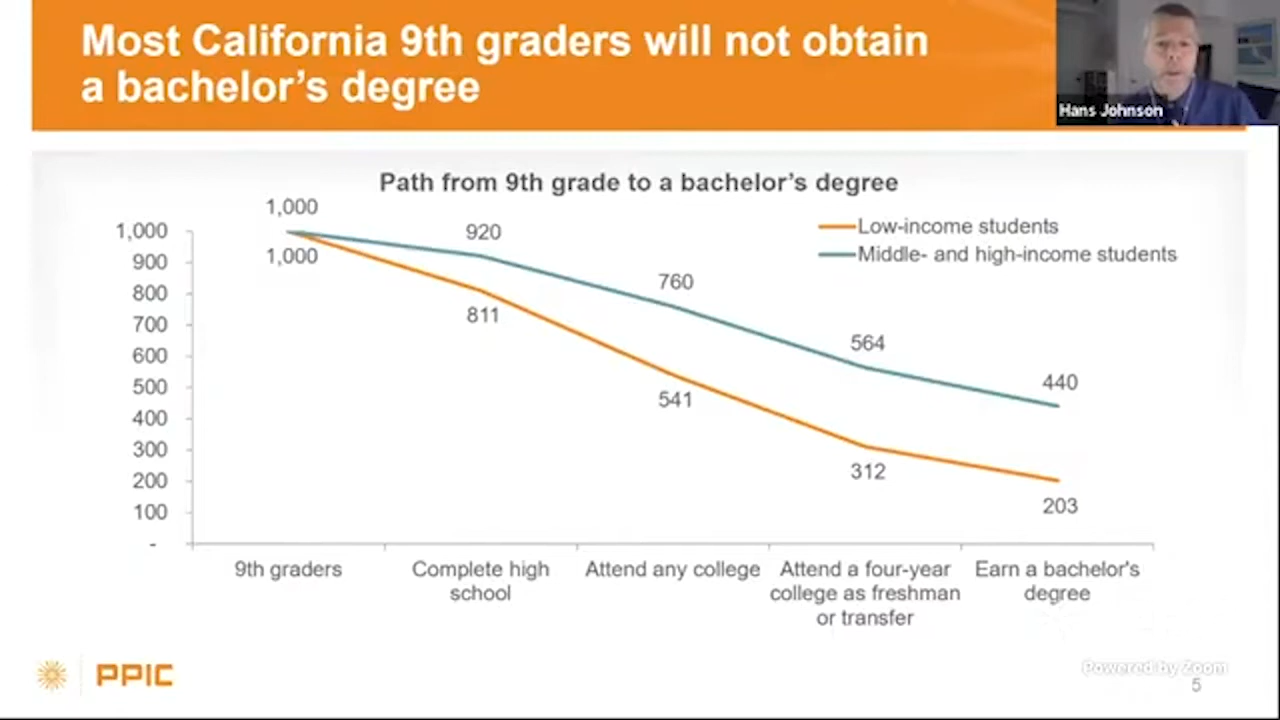 Most California 9th graders will not obtain
a bachelor's degree
Hans Johnson
Path from 9th grade to a bachelor's degree
Low-income students
Middle- and high-income students
1,000
900
800
700
600
500
400
300
200
100
-
1,000
920
760
564
440
1,000
811
541
312
203
9th graders
Complete high
school
Attend any college
Attend a four-year
college as freshman
or transfer
Earn a bachelor's
degree
PPIC
Powered by Zoom
5